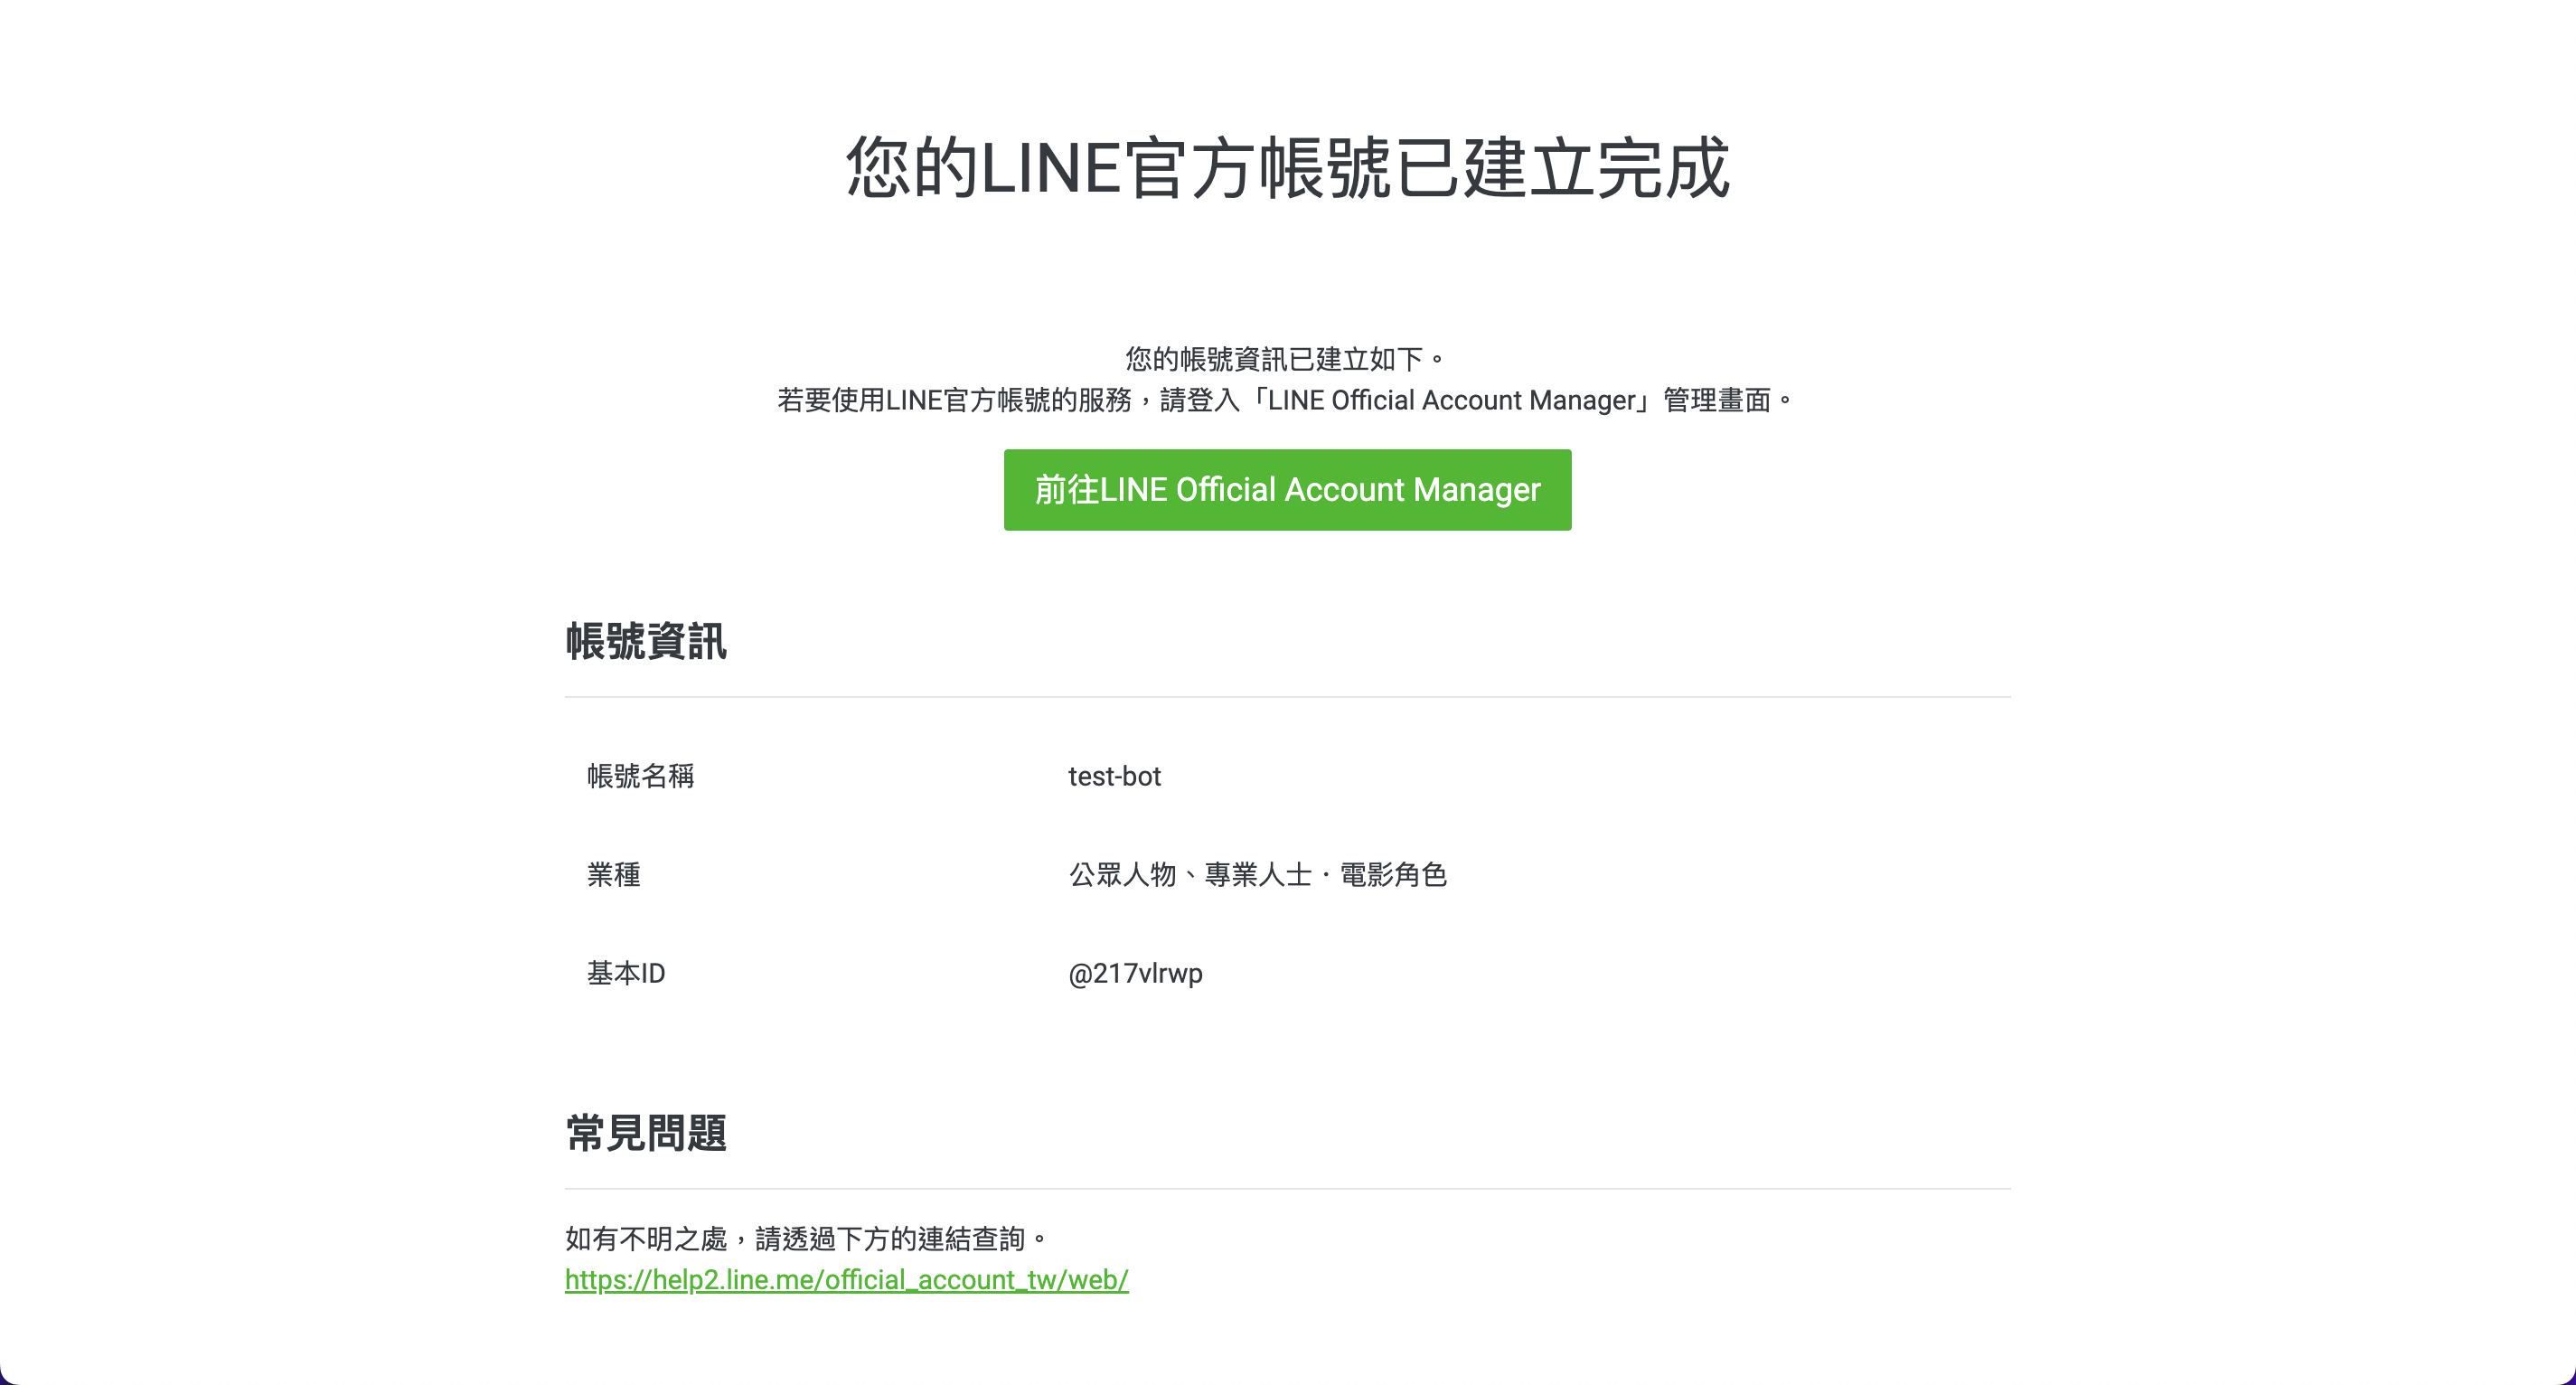 您的LINE官方帳號已建立完成
您的帳號資訊已建立如下。
若要使用LINE官方帳號的服務，請登入「LINE Official Account Manager」管理畫面。
前往LINE Official Account Manager
帳號資訊
帳號名稱 test-bot
業種 公眾人物、專業人士・電影角色
基本ID @217vlrwp
常見問題
如有不明之處，請透過下方的連結查詢。
https://help2.line.me/official_account_tw/web/